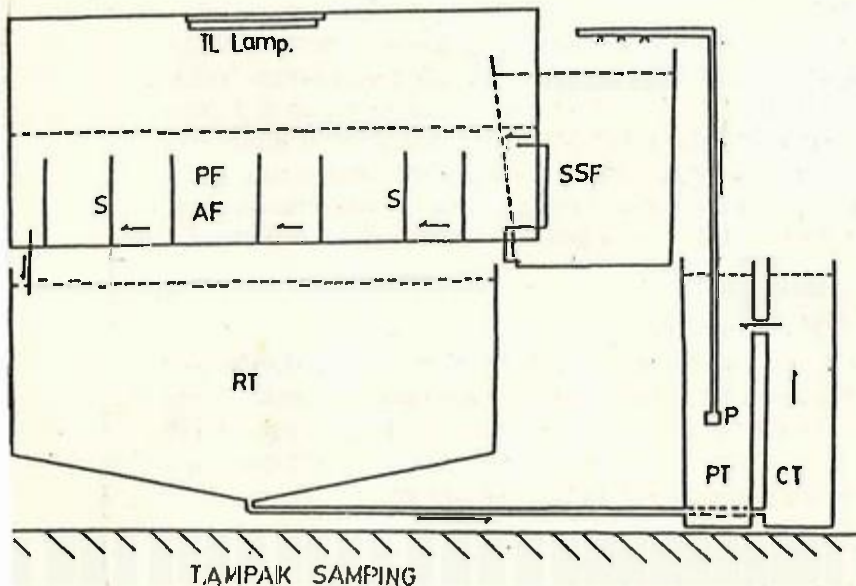 TL Lamp.
SSF
PF
S AF S
RT
P
PT CT
TAMPAK SAMPING